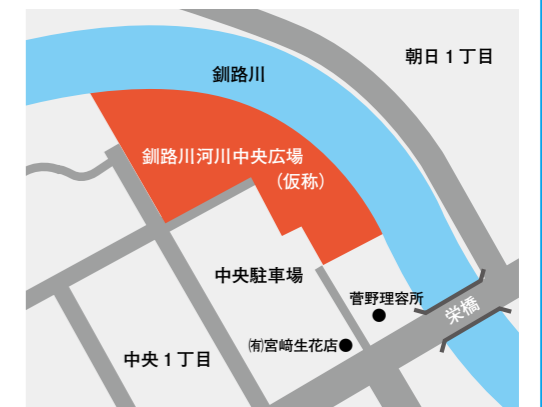 朝日1丁目
釧路川
釧路川河川中央広場
（仮称）
中央駐車場
菅野理容所
栄橋
㈲宮﨑生花店
中央1丁目